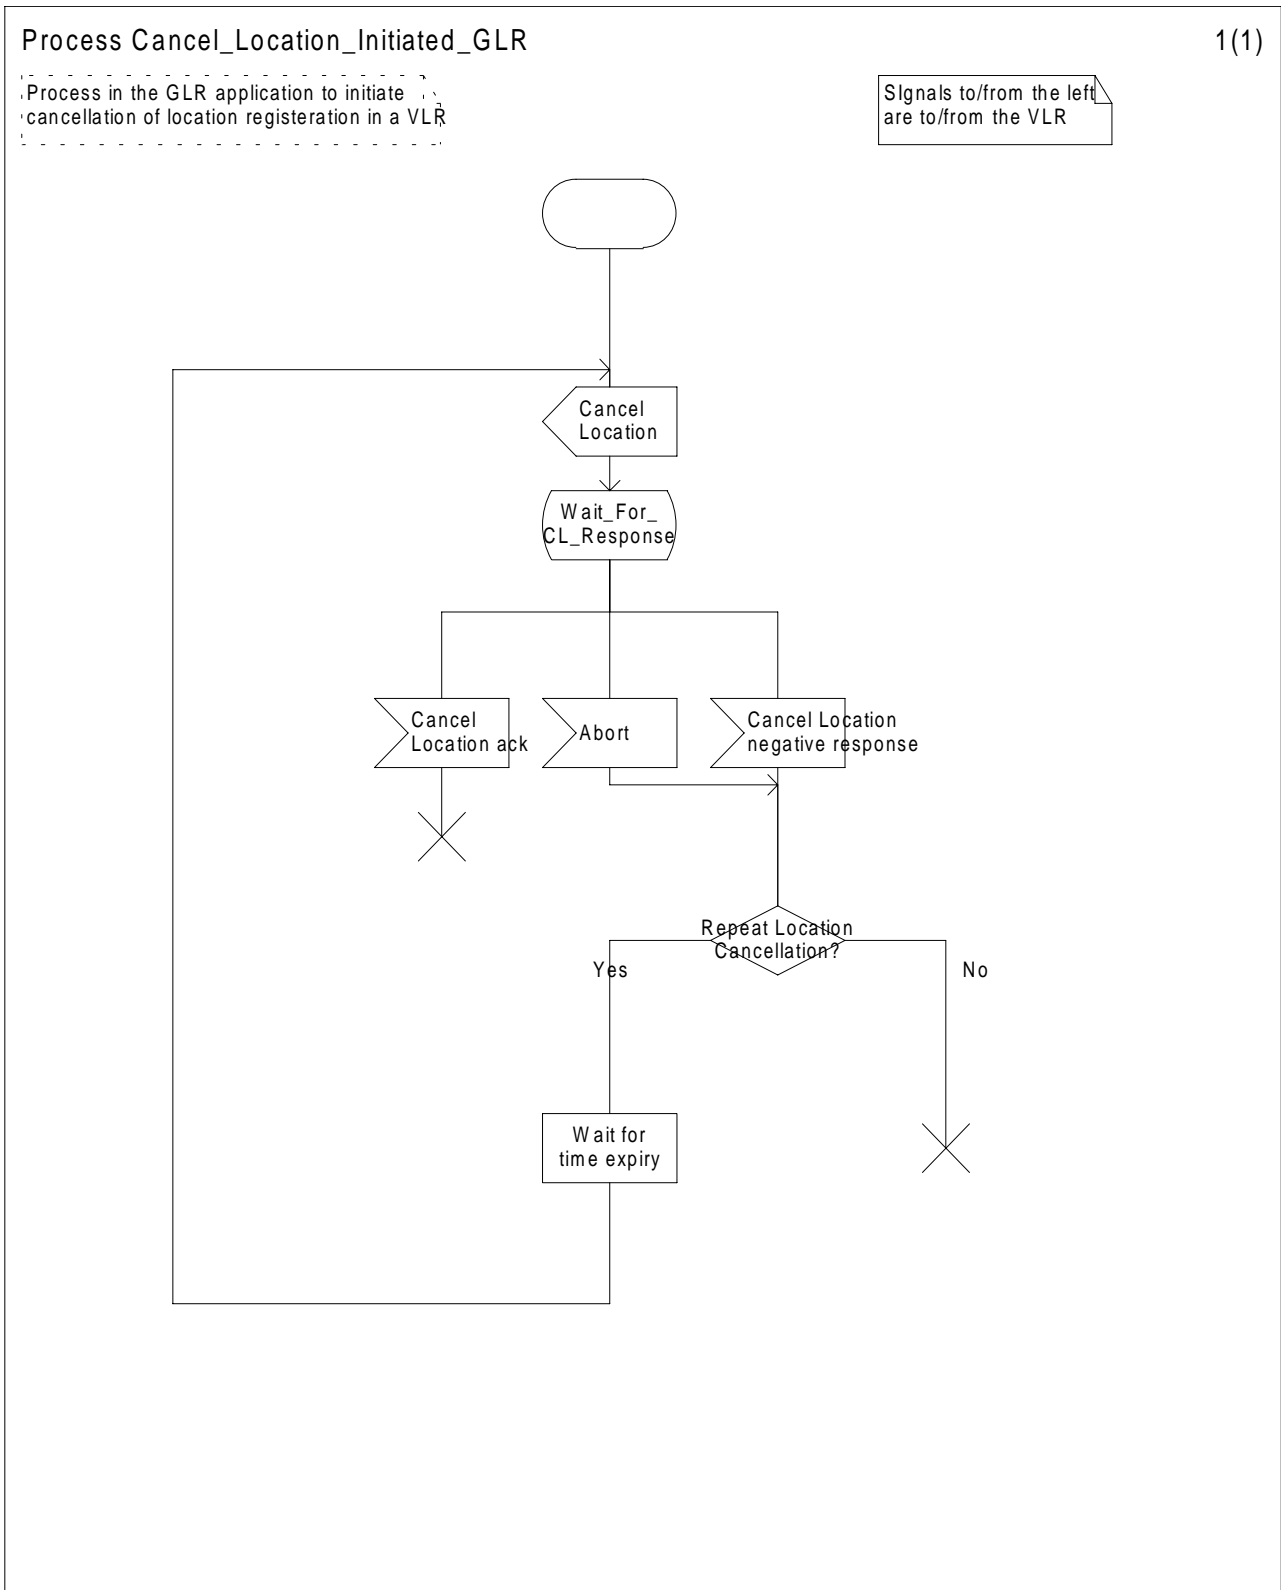 Process Cancel_Location_Initiated_GLR
1(1)
Process in the GLR application to initiate
cancellation of location registeration in a VLR
SIgnals to/from the left
are to/from the VLR
Cancel
Location
Wait_For_
CL_Response
Cancel
Location ack
Abort
Cancel Location
negative response
Repeat Location
Cancellation?
Yes
No
Wait for
time expiry